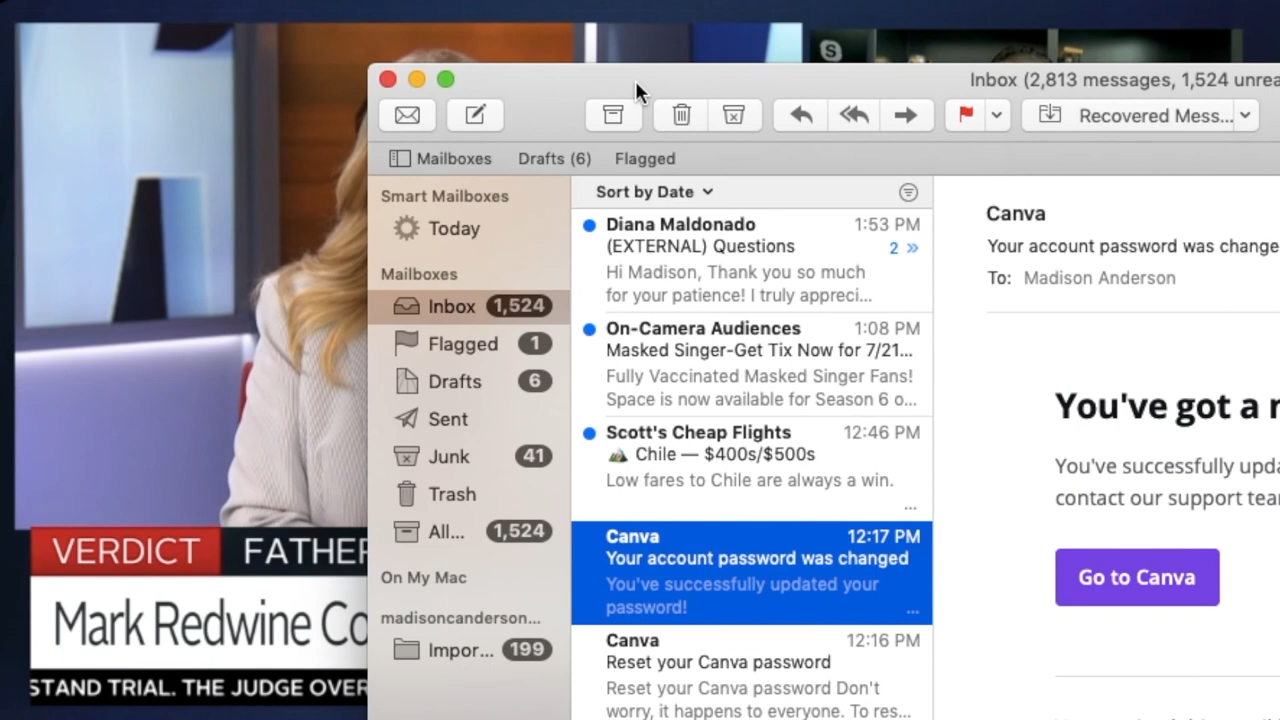 Inbox (2,813 messages, 1,524 unrea
Recovered Mess...
Mailboxes
Drafts (6)
Flagged
Smart Mailboxes
Today
Mailboxes
Inbox 1,524
Flagged 1
Drafts 6
Sent
Junk 41
Trash
All... 1,524
On My Mac
madisoncanderson...
Impor... 199
Sort by Date
Diana Maldonado 1:53 PM
(EXTERNAL) Questions 2 »
Hi Madison, Thank you so much
for your patience! I truly appreci...
On-Camera Audiences 1:08 PM
Masked Singer-Get Tix Now for 7/21...
Fully Vaccinated Masked Singer Fans!
Space is now available for Season 6 o...
Scott's Cheap Flights 12:46 PM
🏔️ Chile — $400s/$500s
Low fares to Chile are always a win.
...
Canva 12:17 PM
Your account password was changed
You've successfully updated your
password! ...
Canva 12:16 PM
Reset your Canva password
Reset your Canva password Don't
worry, it happens to everyone. To res...
Canva
Your account password was change
To: Madison Anderson
You've got a n
You've successfully upda
contact our support tea
Go to Canva
VERDICT FATHER
Mark Redwine Co
STAND TRIAL. THE JUDGE OVER